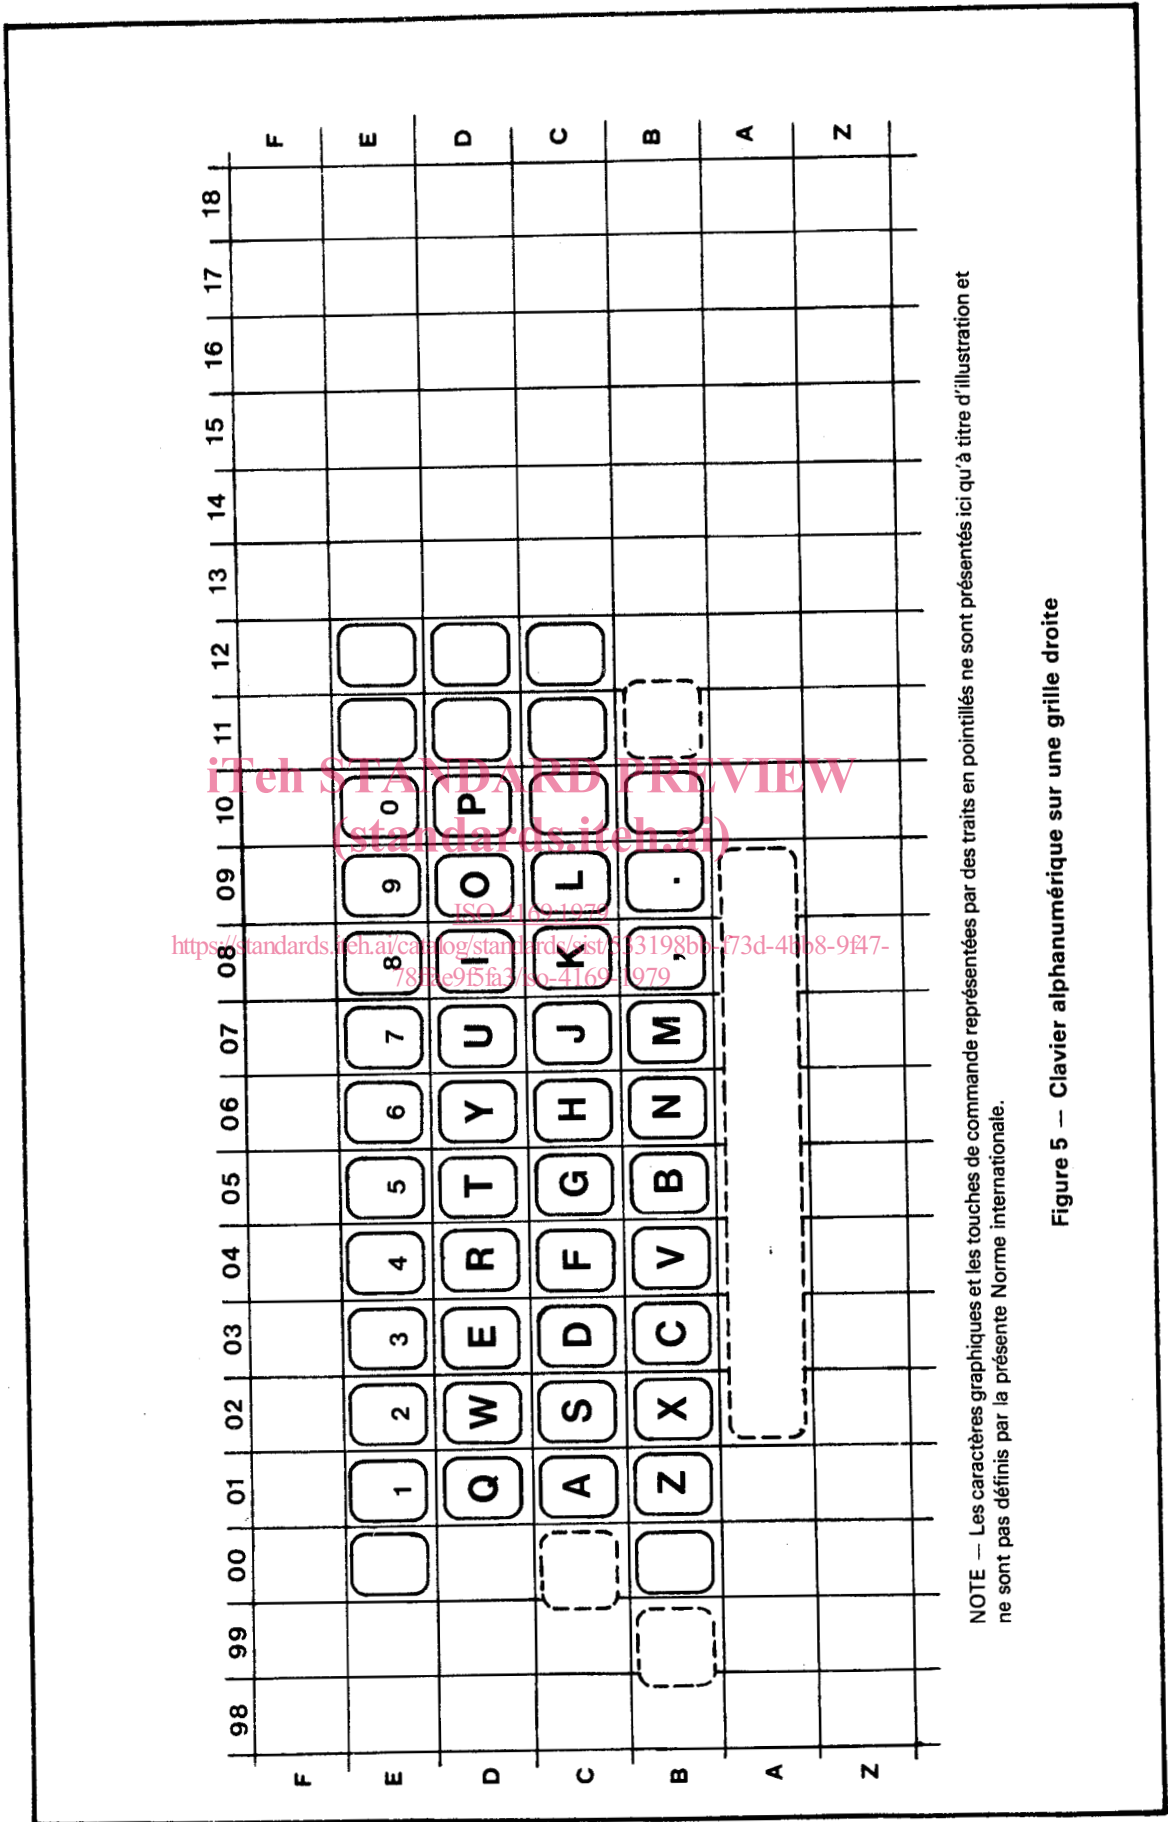 98 99 00 01 02 03 04 05 06 07 08 09 10 11 12 13 14 15 16 17 18
F F
E 1 2 3 4 5 6 7 8 9 0 E
D Q W E R T Y U I O P D
C A S D F G H J K L C
B Z X C V B N M , . B
A A
Z Z
NOTE — Les caractères graphiques et les touches de commande représentées par des traits en pointillés ne sont présentés ici qu'à titre d'illustration et
ne sont pas définis par la présente Norme internationale.
Figure 5 — Clavier alphanumérique sur une grille droite
iTeh STANDARD PREVIEW
(standards.iteh.ai)
ISO 4169:1979
https://standards.iteh.ai/catalog/standards/sist/533198bb-f73d-4bb8-9f47-
78ffae9f5fa3/iso-4169-1979